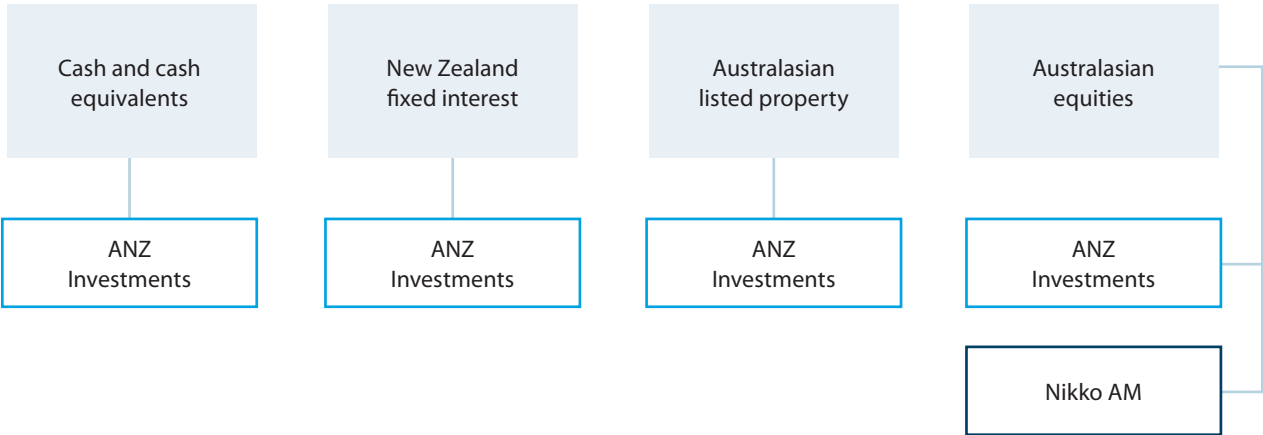 Cash and cash
equivalents
New Zealand
fixed interest
Australasian
listed property
Australasian
equities
ANZ
Investments
ANZ
Investments
ANZ
Investments
ANZ
Investments
Nikko AM